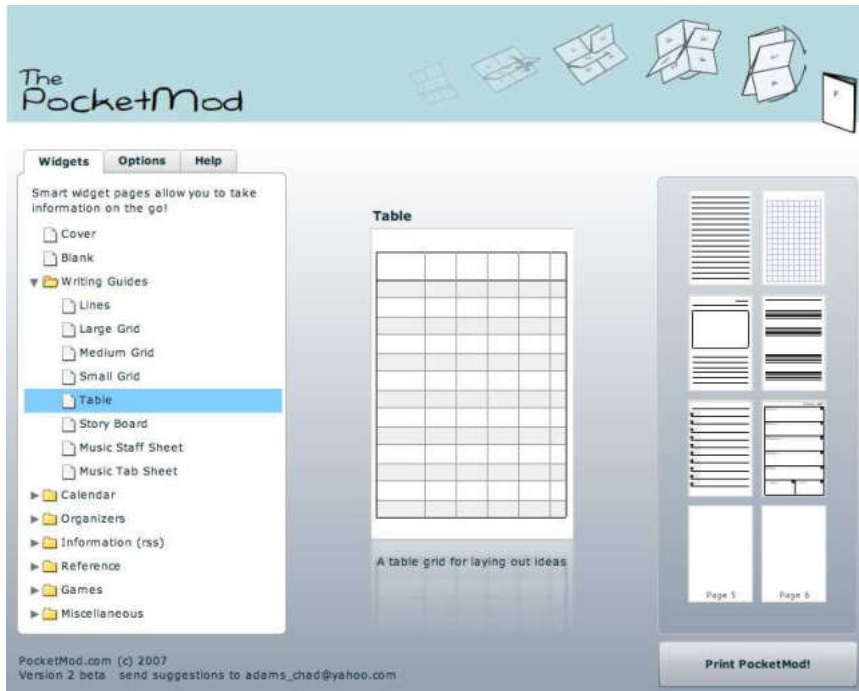 The
PocketMod
Widgets
Options
Help
Smart widget pages allow you to take
information on the go!
Cover
Blank
Writing Guides
Lines
Large Grid
Medium Grid
Small Grid
Table
Story Board
Music Staff Sheet
Music Tab Sheet
Calendar
Organizers
Information (rss)
Reference
Games
Miscellaneous
Table
A table grid for laying out ideas
Page 5
Page 6
Print PocketMod!
PocketMod.com (c) 2007
Version 2 beta send suggestions to adams_chad@yahoo.com